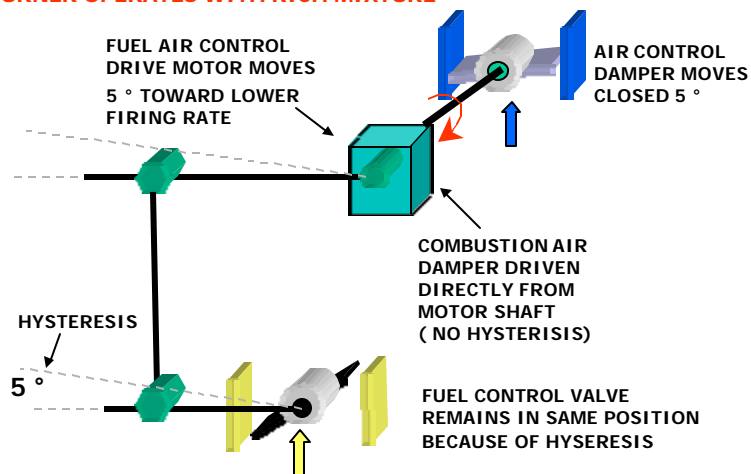 FUEL AIR CONTROL
DRIVE MOTOR MOVES
5 ° TOWARD LOWER
FIRING RATE
AIR CONTROL
DAMPER MOVES
CLOSED 5 °
COMBUSTION AIR
DAMPER DRIVEN
DIRECTLY FROM
MOTOR SHAFT
( NO HYSTERISIS)
HYSTERESIS
5 °
FUEL CONTROL VALVE
REMAINS IN SAME POSITION
BECAUSE OF HYSERESIS